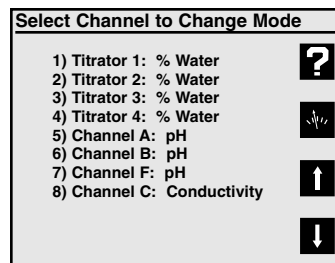 Select Channel to Change Mode
1) Titrator 1: % Water
2) Titrator 2: % Water
3) Titrator 3: % Water
4) Titrator 4: % Water
5) Channel A: pH
6) Channel B: pH
7) Channel F: pH
8) Channel C: Conductivity
?